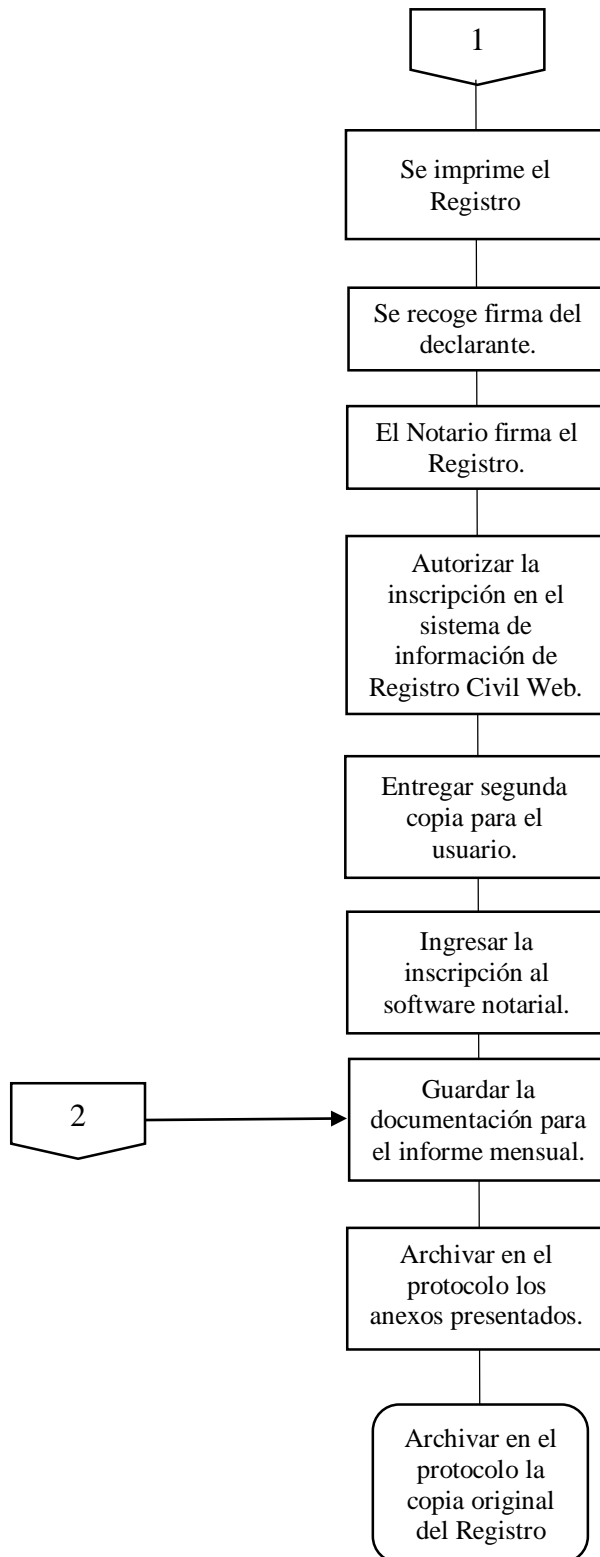 1
Se imprime el
Registro
Se recoge firma del
declarante.
El Notario firma el
Registro.
Autorizar la
inscripción en el
sistema de
información de
Registro Civil Web.
Entregar segunda
copia para el
usuario.
Ingresar la
inscripción al
software notarial.
2
Guardar la
documentación para
el informe mensual.
Archivar en el
protocolo los
anexos presentados.
Archivar en el
protocolo la
copia original
del Registro